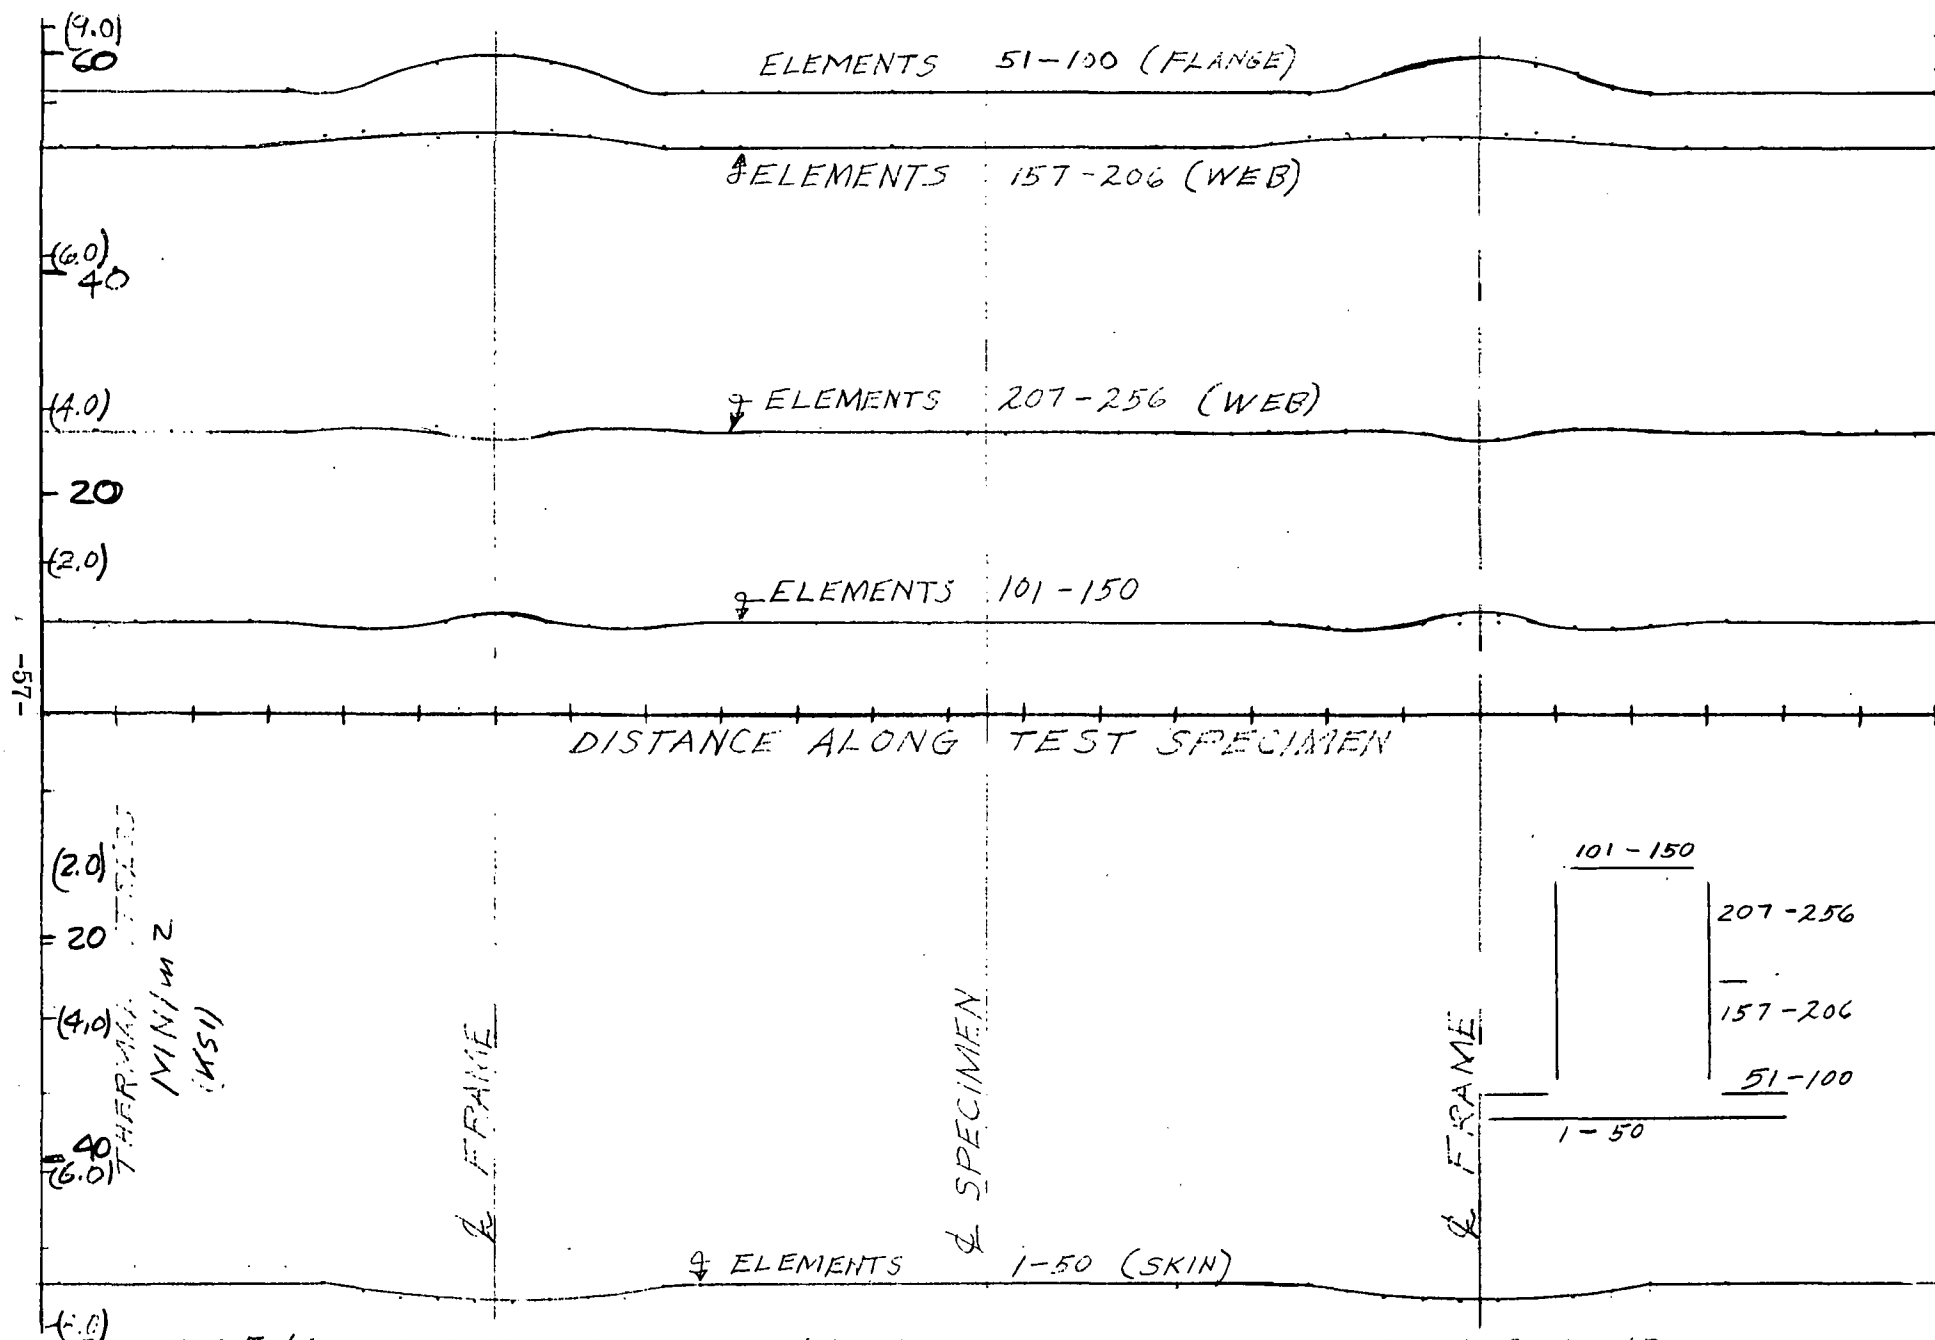 (9.0)
60
ELEMENTS 51-100 (FLANGE)
ELEMENTS 157-206 (WEB)
(6.0)
40
(4.0)
ELEMENTS 207-256 (WEB)
20
(2.0)
ELEMENTS 101-150
-57-
DISTANCE ALONG TEST SPECIMEN
(2.0)
20
(4.0)
40
(6.0)
THERMAL
MN/m2
(KSI)
℄ FRAME
℄ SPECIMEN
℄ FRAME
101-150
207-256
157-206
51-100
1-50
ELEMENTS 1-50 (SKIN)